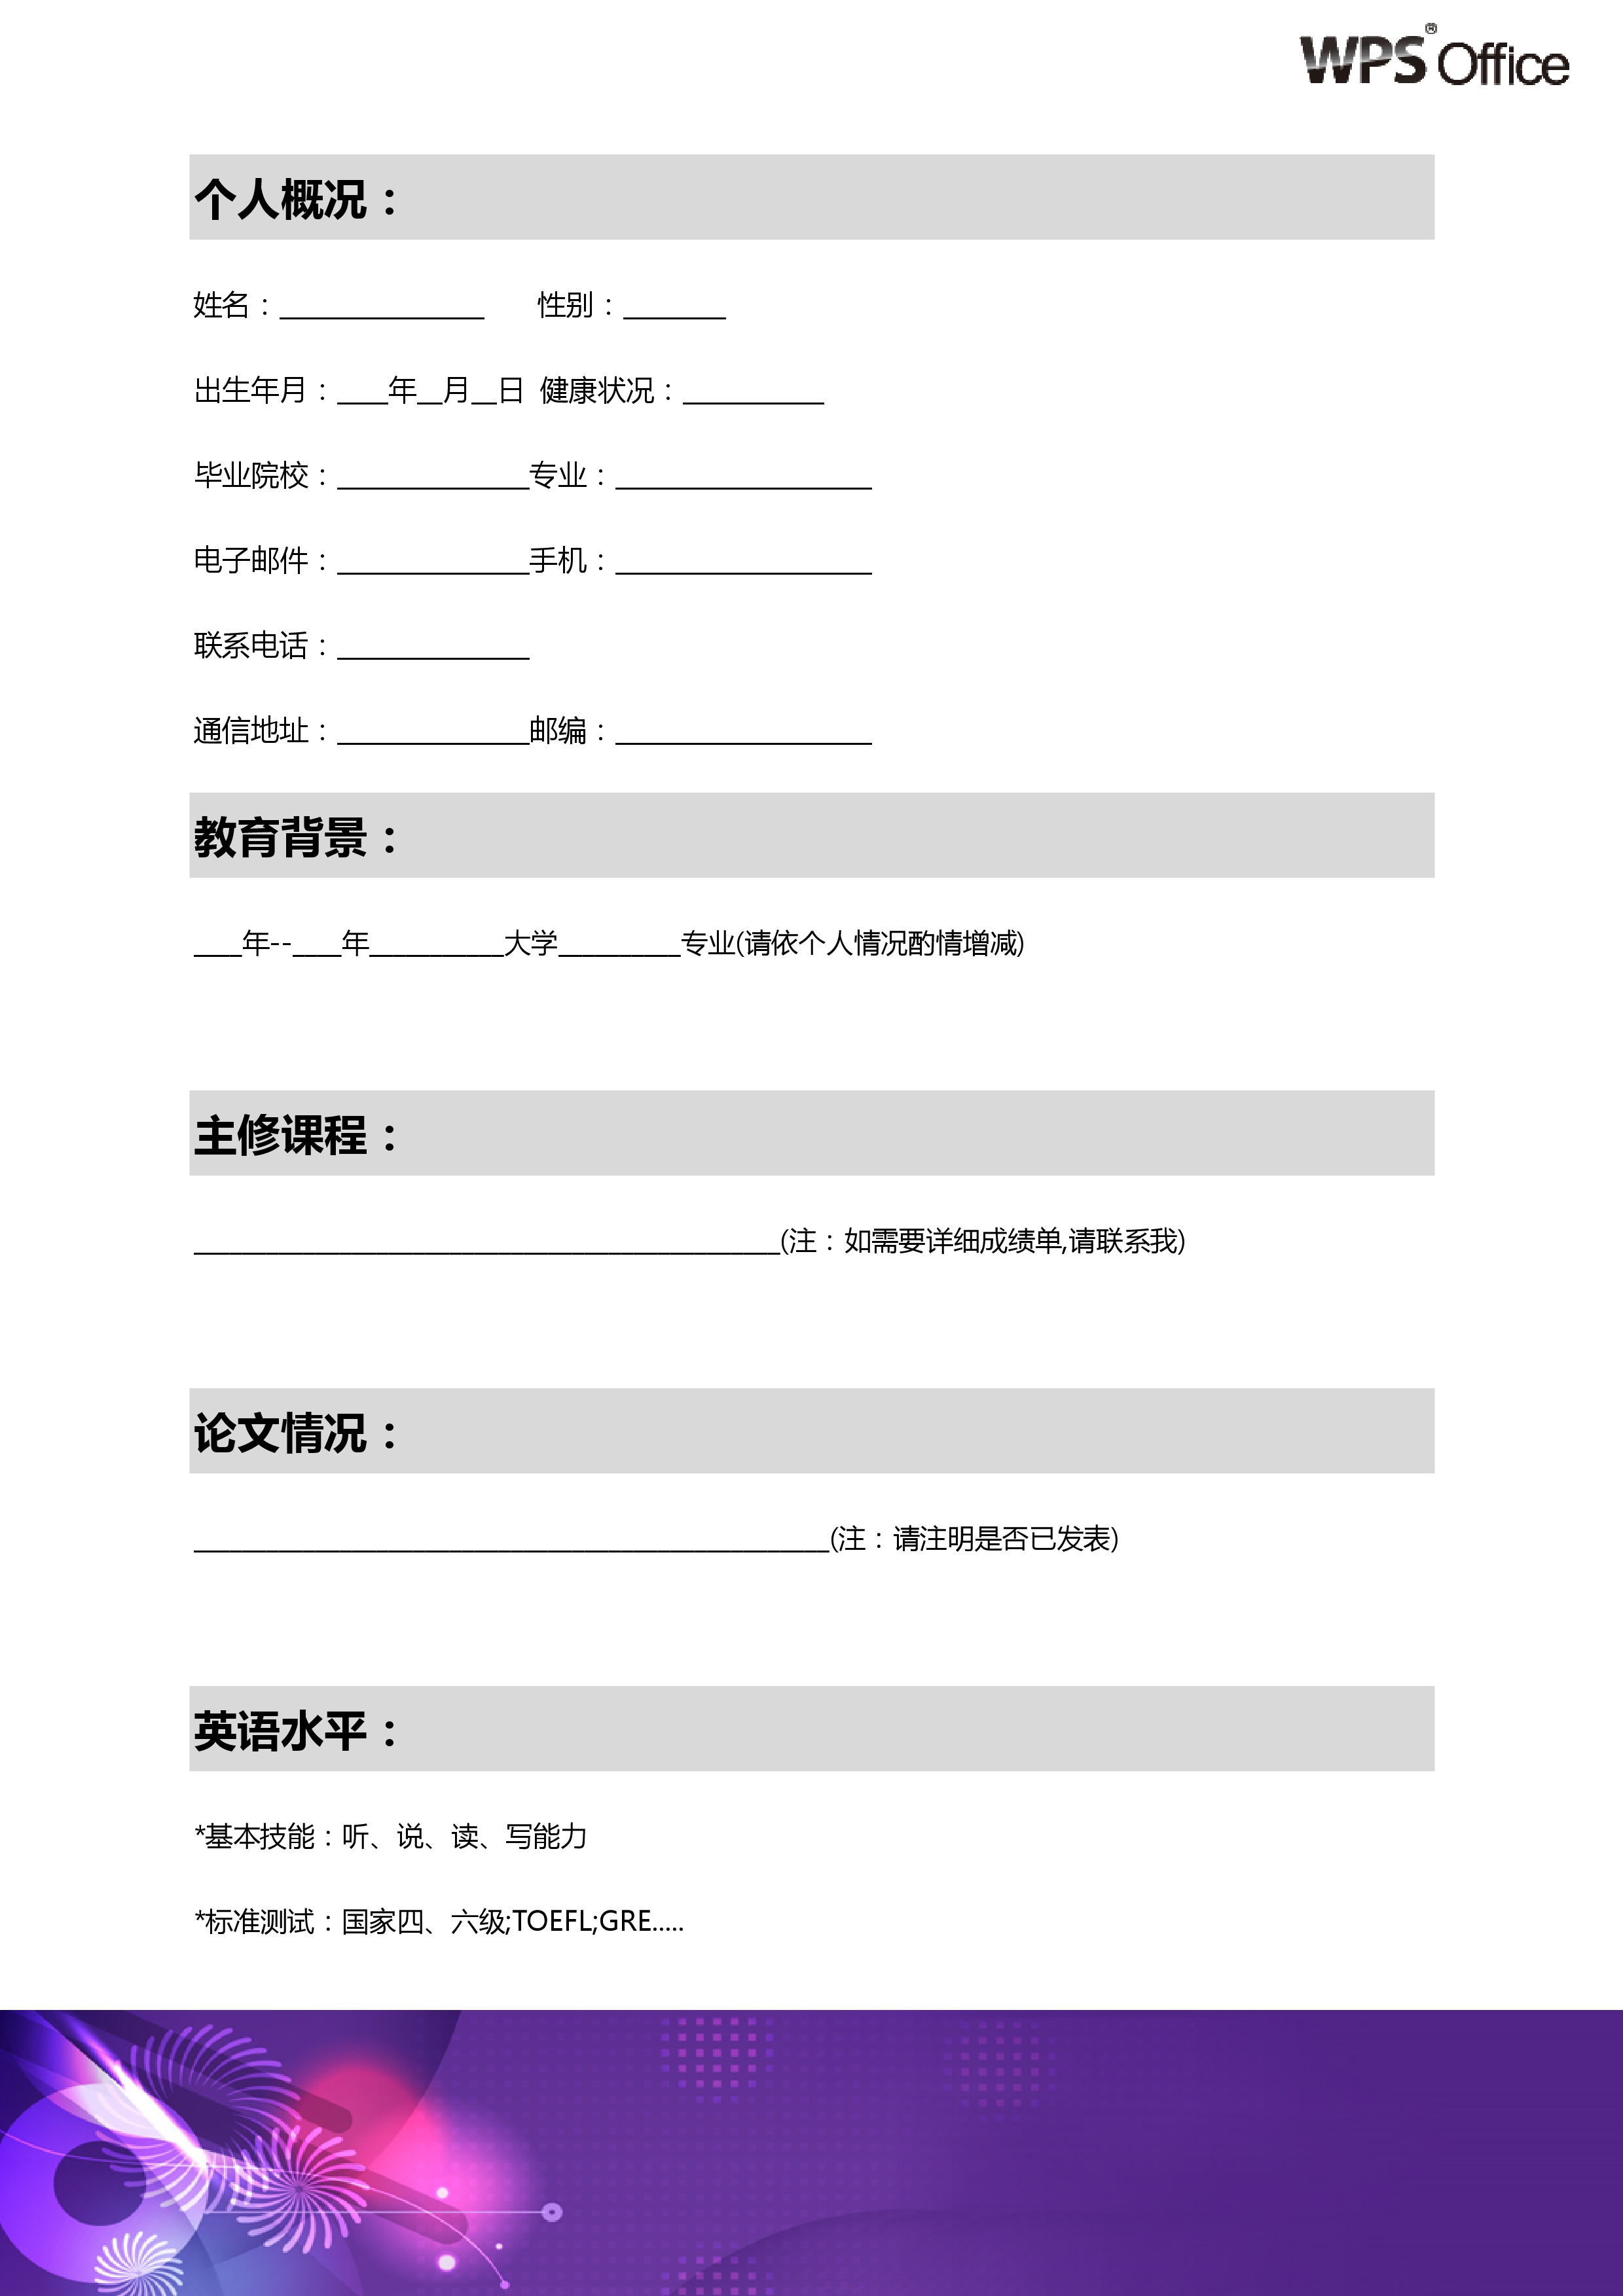 WPS® Office
个人概况：
姓名：________________ 性别：________
出生年月：____年__月__日 健康状况：___________
毕业院校：_______________专业：____________________
电子邮件：_______________手机：____________________
联系电话：_______________
通信地址：_______________邮编：____________________
教育背景：
____年--____年___________大学__________专业(请依个人情况酌情增减)
主修课程：
________________________________________________(注：如需要详细成绩单,请联系我)
论文情况：
____________________________________________________(注：请注明是否已发表)
英语水平：
*基本技能：听、说、读、写能力
*标准测试：国家四、六级;TOEFL;GRE.....